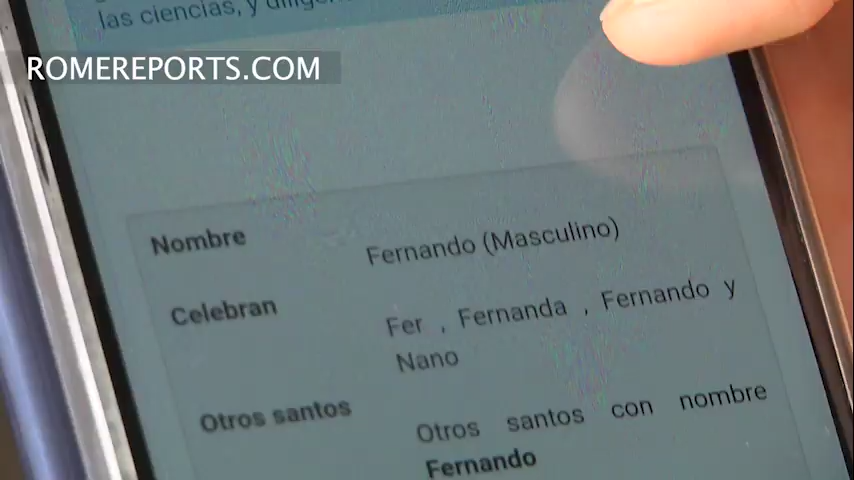 las ciencias, y
ROMEREPORTS.COM
Nombre Fernando (Masculino)
Celebran Fer , Fernanda , Fernando y
Nano
Otros santos Otros santos con nombre
Fernando